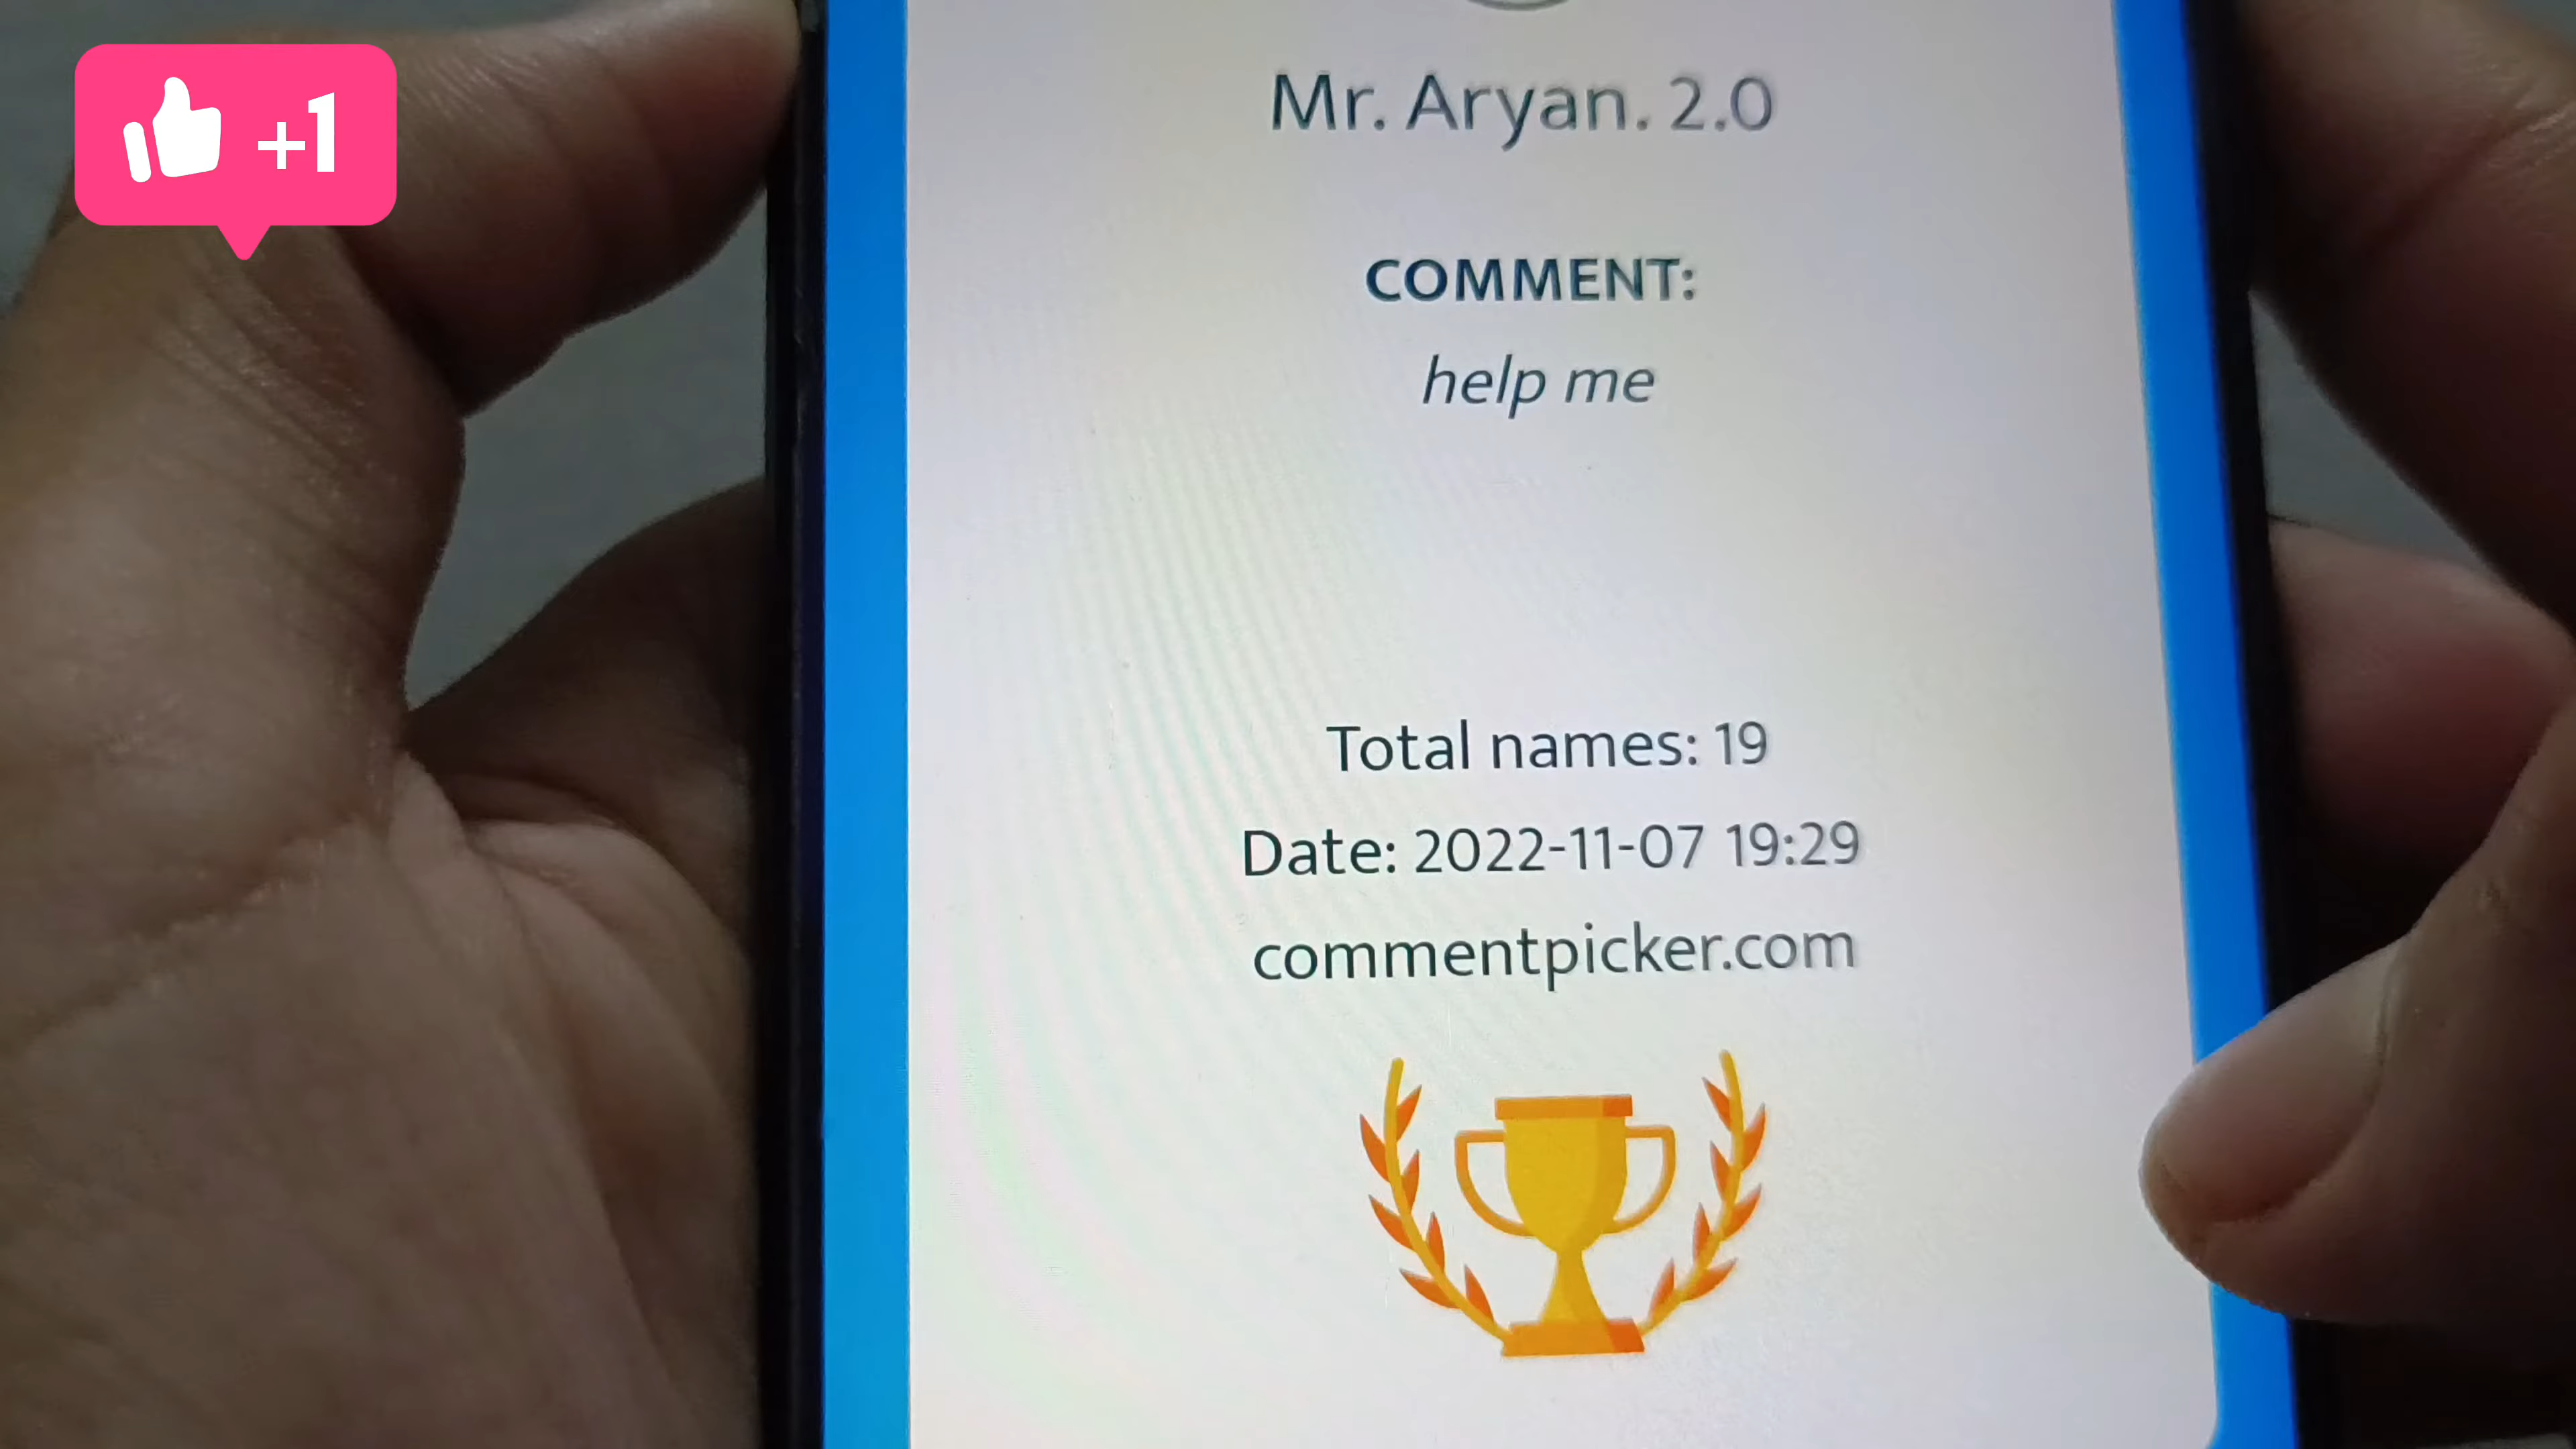 +1
Mr. Aryan. 2.0
COMMENT:
help me
Total names: 19
Date: 2022-11-07 19:29
commentpicker.com